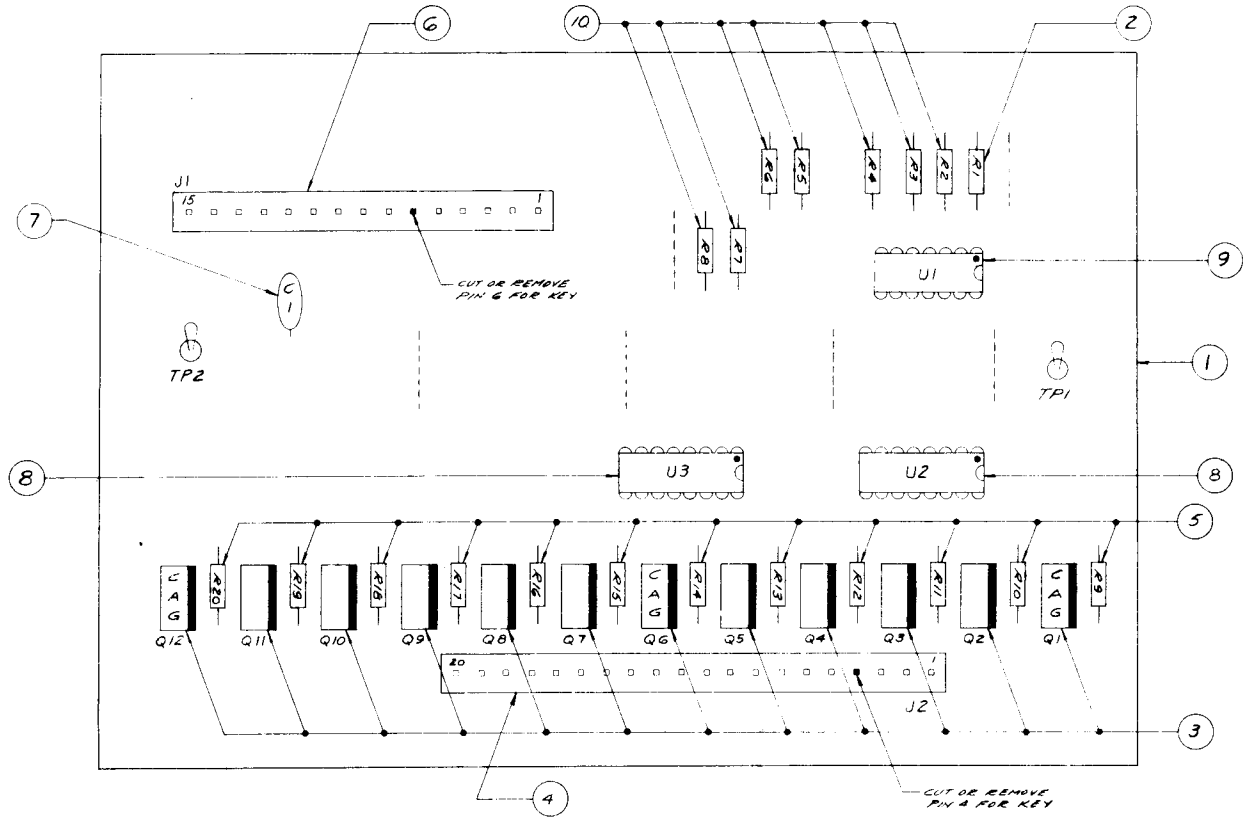 6
10
2
R6
R5
R4
R3
R2
R1
J1
15
1
7
R8
R7
U1
9
C
1
CUT OR REMOVE
PIN 6 FOR KEY
TP2
TP1
1
8
U3
U2
8
5
C
A
G
R20
R19
R18
R17
R16
R15
C
A
G
R14
R13
R12
R11
R10
C
A
G
R9
Q12
Q11
Q10
Q9
Q8
Q7
Q6
Q5
Q4
Q3
Q2
Q1
20
1
J2
3
4
CUT OR REMOVE
PIN 4 FOR KEY